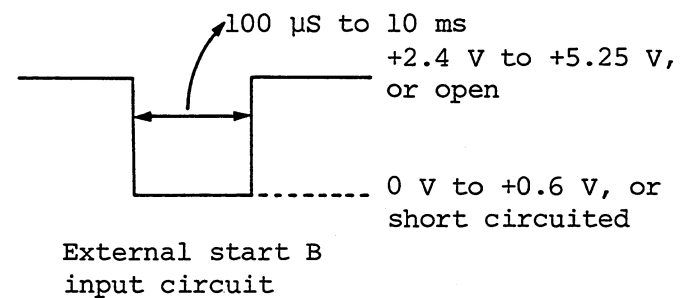 100 µS to 10 ms
+2.4 V to +5.25 V,
or open
0 V to +0.6 V, or
short circuited
External start B
input circuit